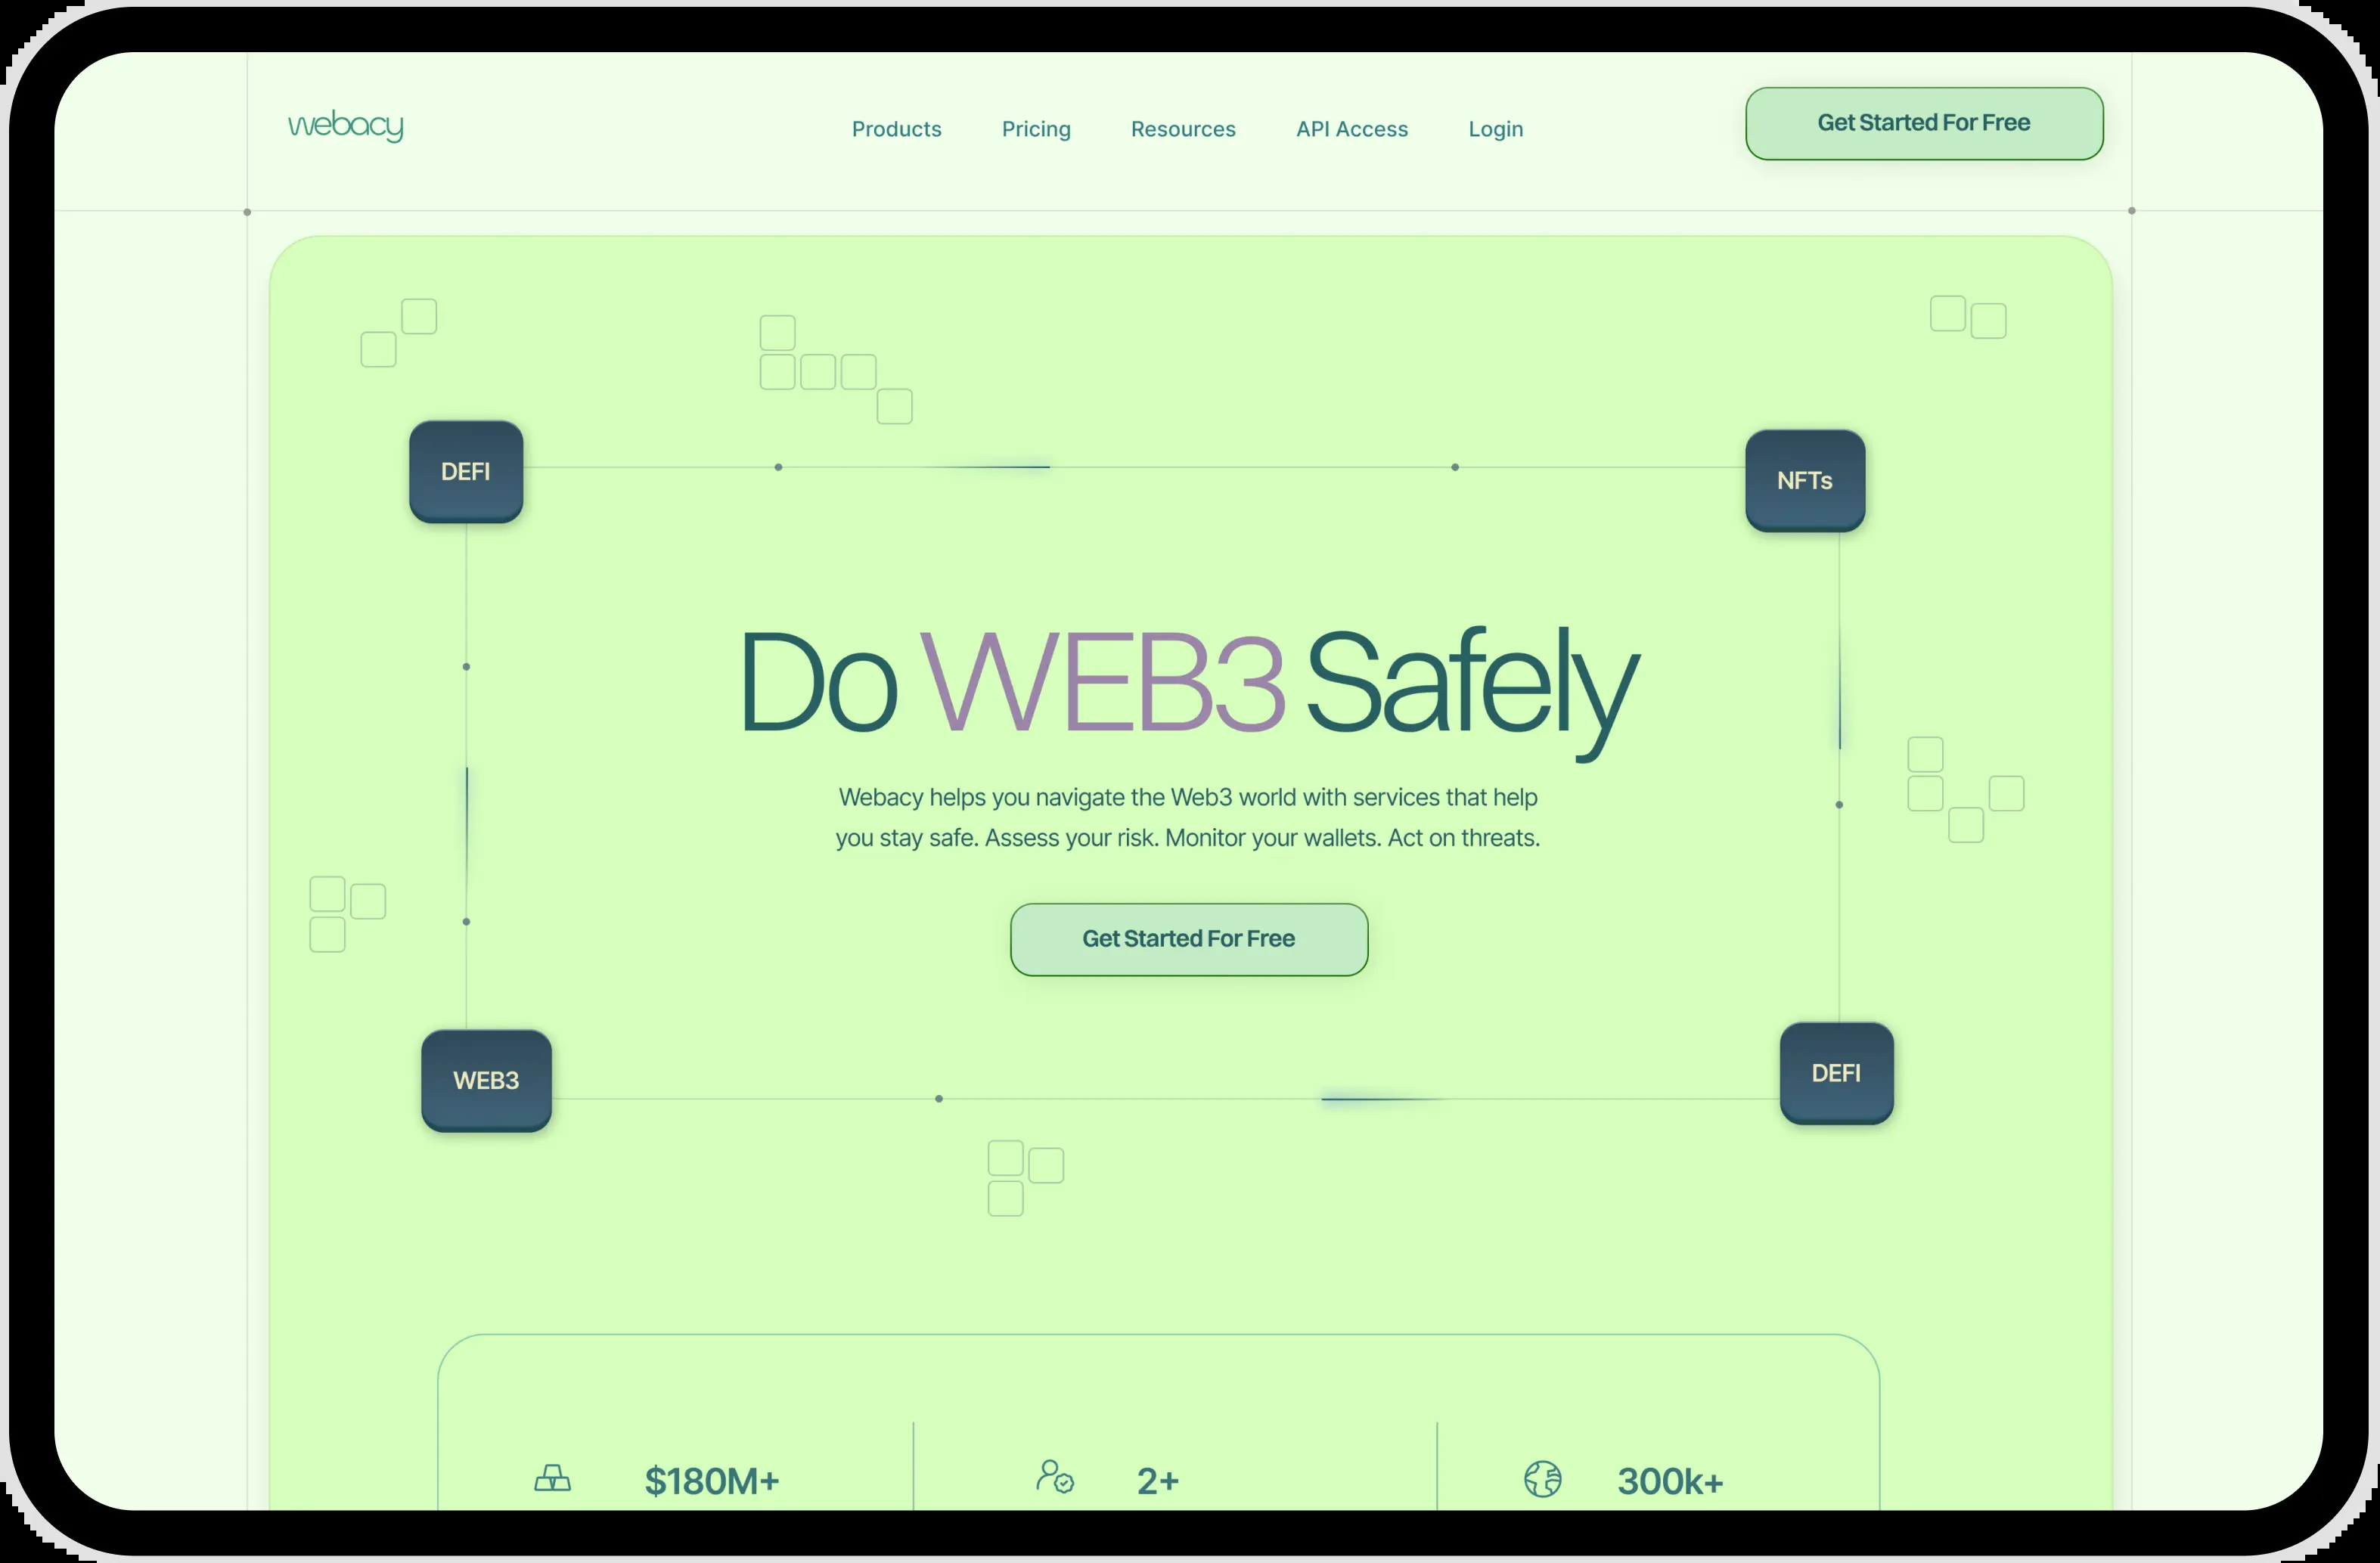 webacy
Products
Pricing
Resources
API Access
Login
Get Started For Free
DEFI
NFTs
Do WEB3 Safely
Webacy helps you navigate the Web3 world with services that help
you stay safe. Assess your risk. Monitor your wallets. Act on threats.
Get Started For Free
WEB3
DEFI
$180M+
2+
300k+